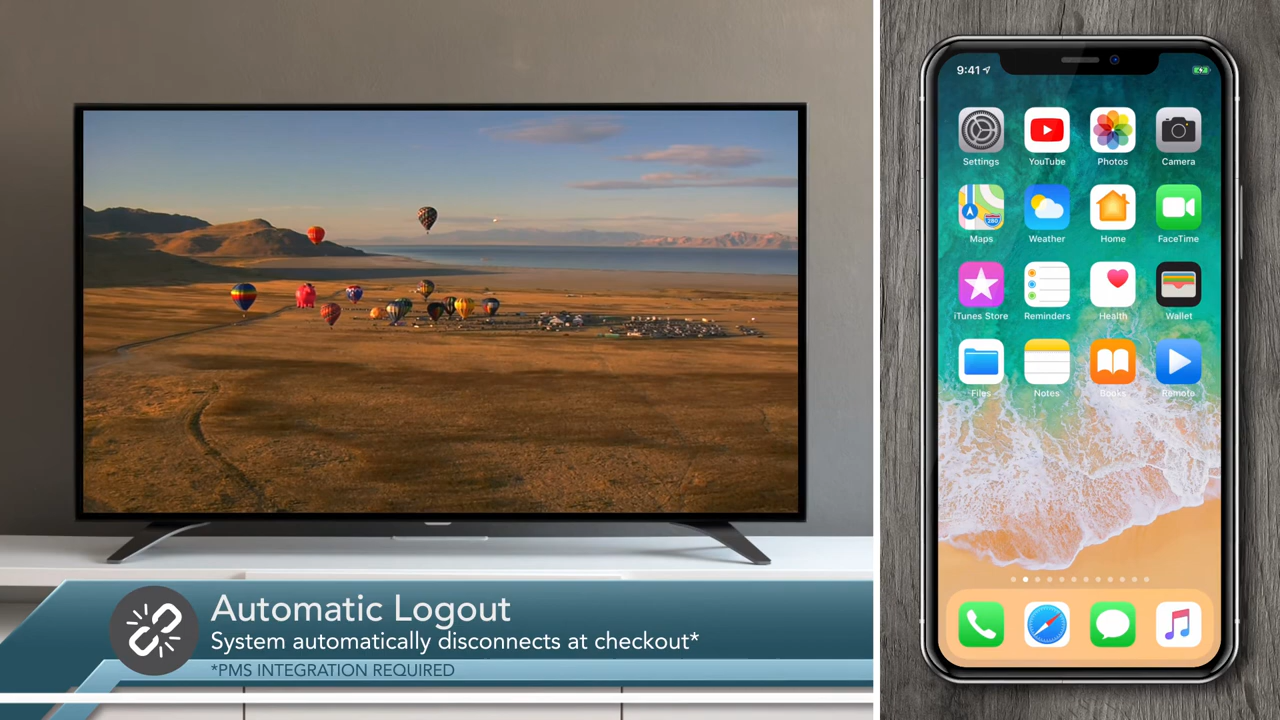 Automatic Logout
System automatically disconnects at checkout*
*PMS INTEGRATION REQUIRED
9:41
Settings YouTube Photos Camera
280
Maps Weather Home FaceTime
iTunes Store Reminders Health Wallet
Files Notes Books Remote